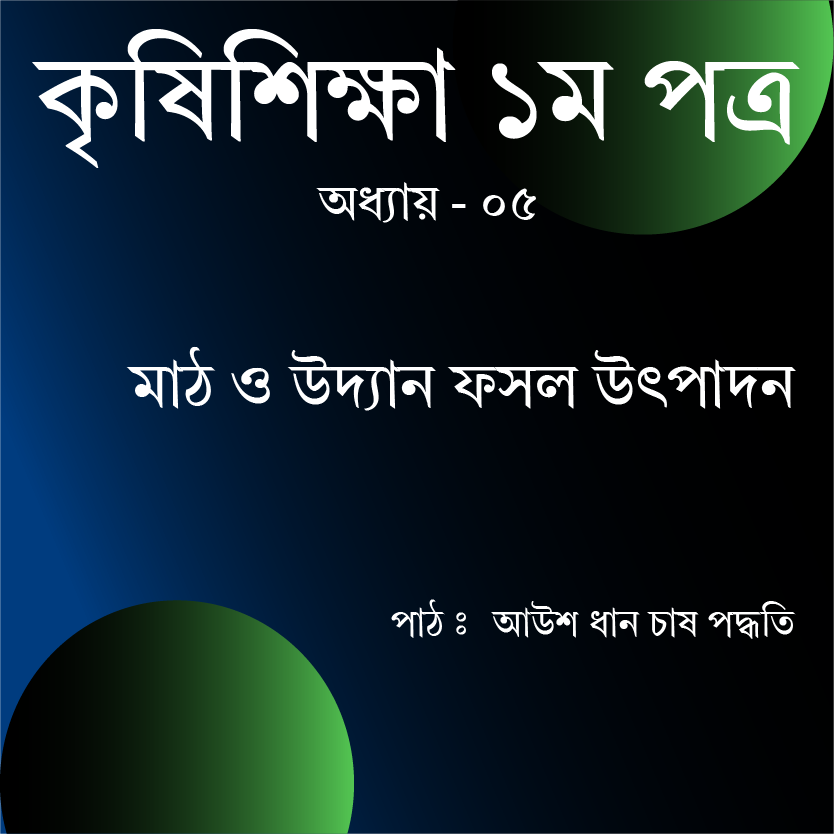 কৃষিশিক্ষা ১ম পত্র
অধ্যায় - ০৫
মাঠ ও উদ্যান ফসল উৎপাদন
পাঠ ঃ আউশ ধান চাষ পদ্ধতি